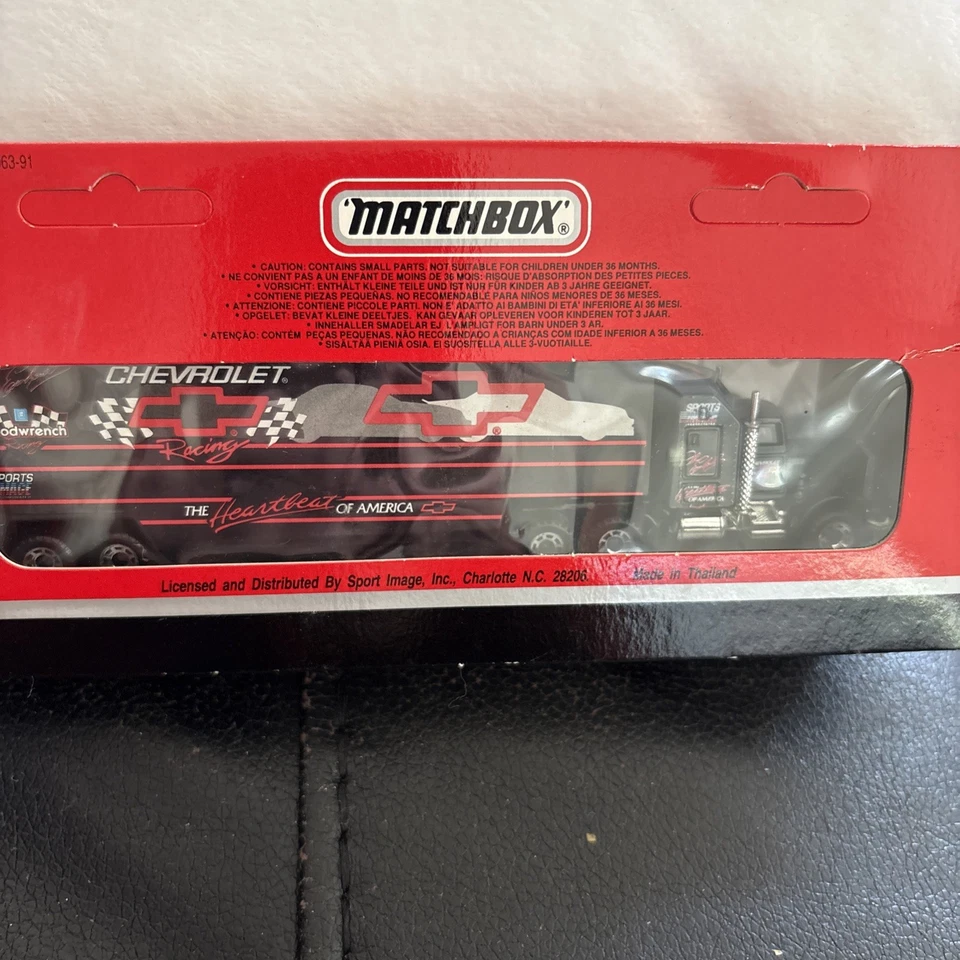 63-91
'MATCHBOX'®
* CAUTION: CONTAINS SMALL PARTS. NOT SUITABLE FOR CHILDREN UNDER 36 MONTHS.
* NE CONVIENT PAS A UN ENFANT DE MOINS DE 36 MOIS: RISQUE D'ABSORPTION DES PETITES PIECES.
* VORSICHT: ENTHÄLT KLEINE TEILE UND IST NUR FÜR KINDER AB 3 JAHRE GEEIGNET.
* CONTIENE PIEZAS PEQUEÑAS. NO RECOMENDABLE PARA NIÑOS MENORES DE 36 MESES.
* ATTENZIONE: CONTIENE PICCOLE PARTI. NON E' ADATTO AI BAMBINI DI ETA' INFERIORE AI 36 MESI.
* OPGELET: BEVAT KLEINE DEELTJES. KAN GEVAAR OPLEVEREN VOOR KINDEREN TOT 3 JAAR.
* INNEHALLER SMADELAR EJ LAMPLIGT FOR BARN UNDER 3 AR.
* ATENÇAO: CONTÉM PEÇAS PEQUENAS. NÃO RECOMENDADO A CRIANÇAS COM IDADE INFERIOR A 36 MESES.
* SISÄLTÄÄ PIENIÄ OSIA. EI SUOSITELLA ALLE 3-VUOTIAILLE.
CHEVROLET®
odwrench
Racing
Racing
PORTS
IMAGE
SPORTS
THE Heartbeat OF AMERICA
OF AMERICA
Licensed and Distributed By Sport Image, Inc., Charlotte N.C. 28206.
Made in Thailand